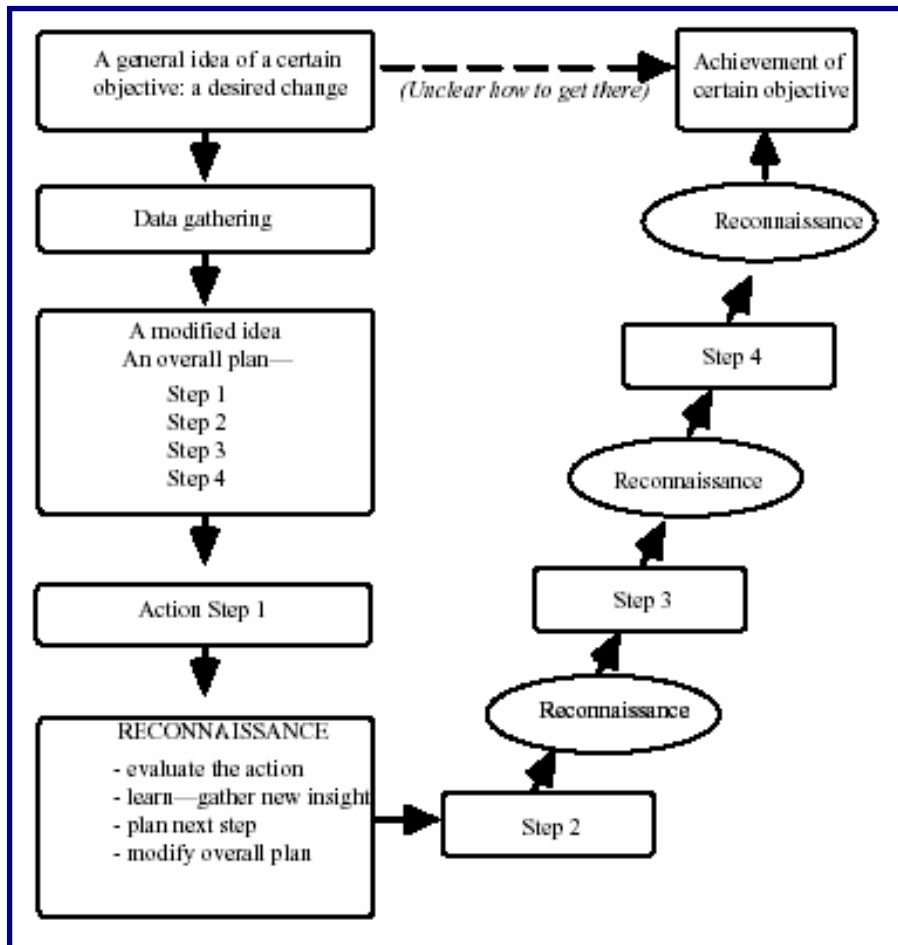 A general idea of a certain
objective: a desired change
(Unclear how to get there)
Achievement of
certain objective
Data gathering
A modified idea
An overall plan—
Step 1
Step 2
Step 3
Step 4
Action Step 1
RECONNAISSANCE
- evaluate the action
- learn—gather new insight
- plan next step
- modify overall plan
Step 2
Reconnaissance
Step 3
Reconnaissance
Step 4
Reconnaissance